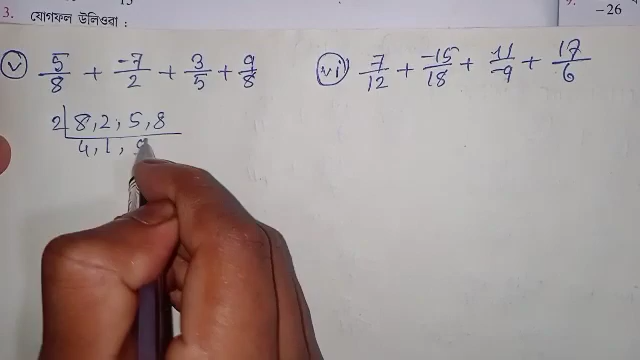 3. যোগফল উলিওৱা :
-26
v) 5/8 + -7/2 + 3/5 + 9/8
vi) 7/12 + -15/18 + 11/-9 + 17/6
2 | 8, 2, 5, 8
4, 1, 5